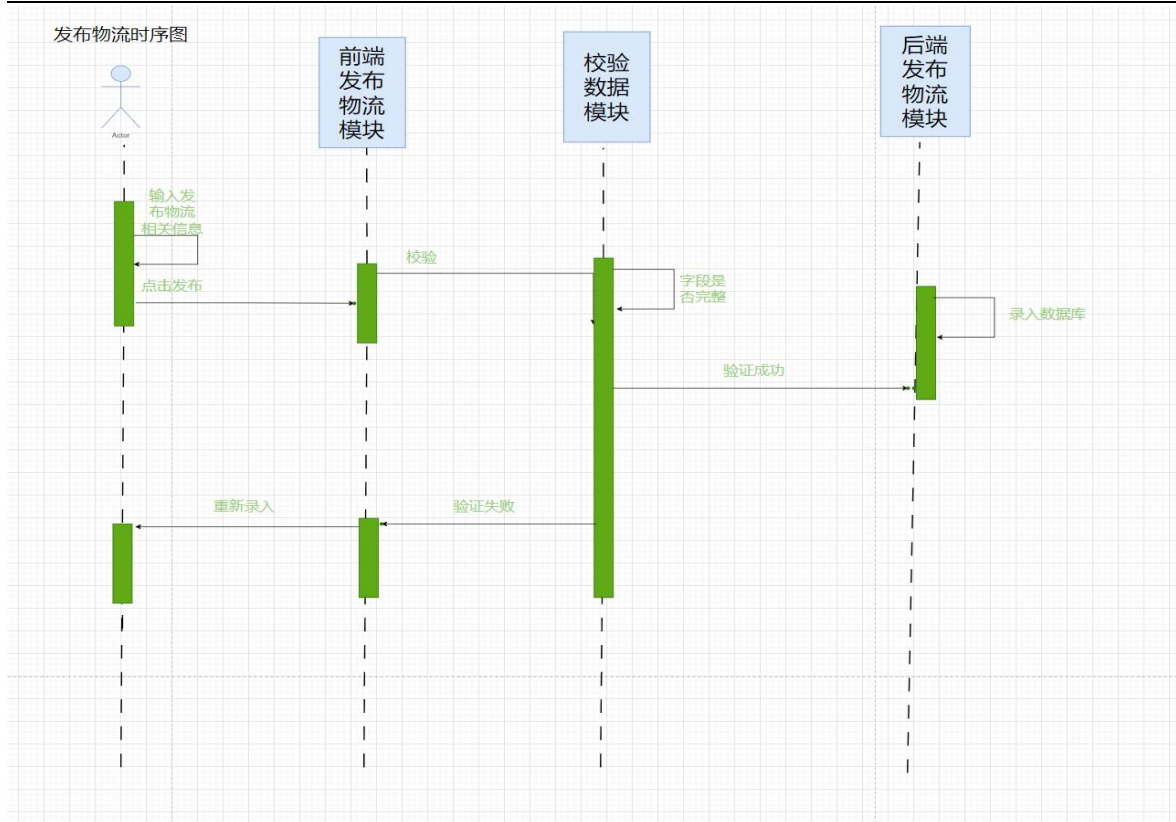 发布物流时序图
Actor
前端
发布
物流
模块
校验
数据
模块
后端
发布
物流
模块
输入发
布物流
相关信息
点击发布
校验
字段是
否完整
录入数据库
验证成功
重新录入
验证失败